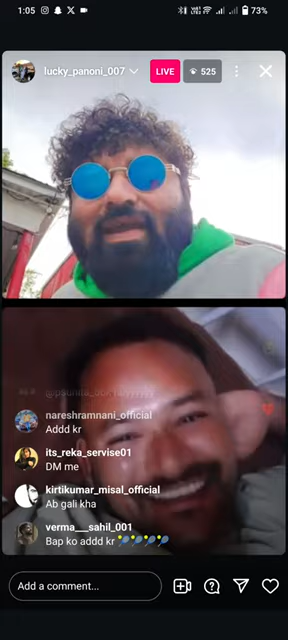 1:05
73%
lucky_panoni_007
LIVE
525
nareshramnani_official
Addd kr
its_reka_servise01
DM me
kirtikumar_misal_official
Ab gali kha
verma___sahil_001
Bap ko addd kr
Add a comment...